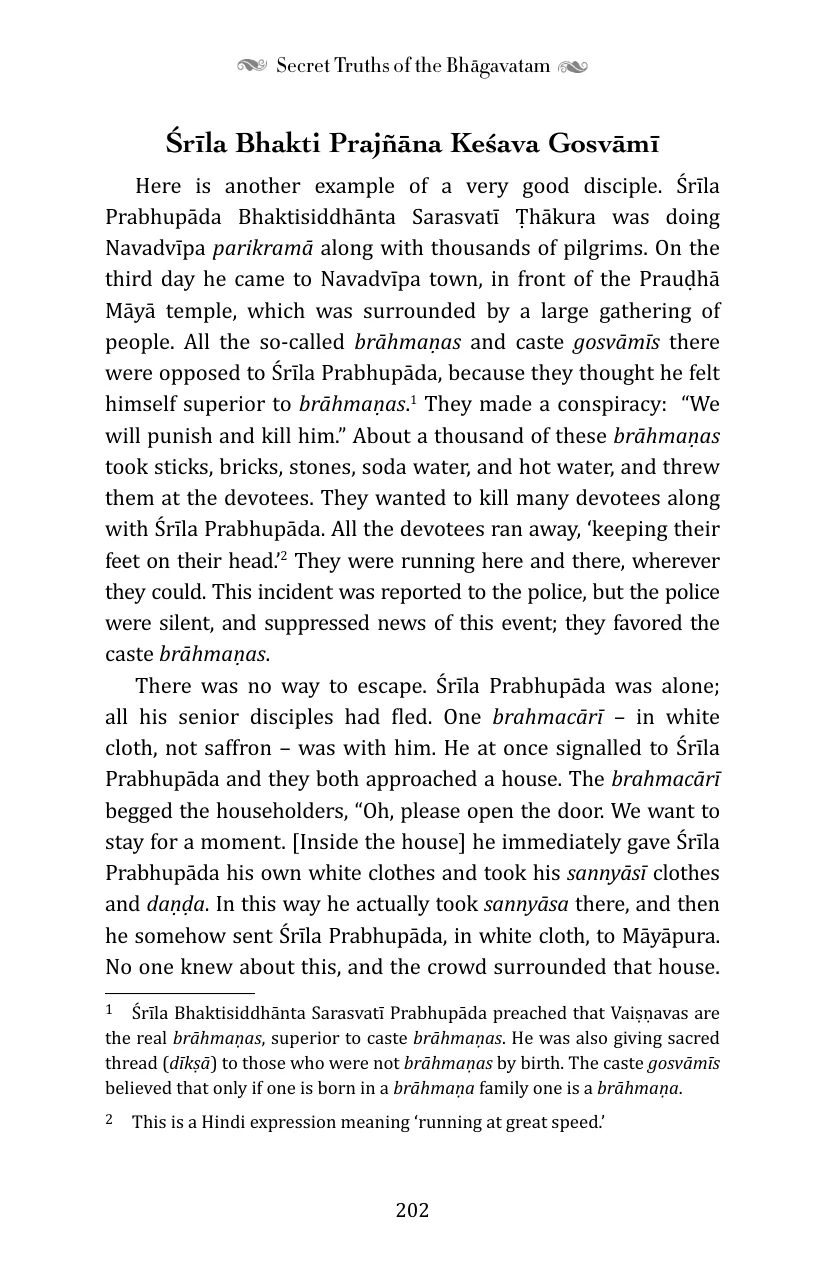 Secret Truths of the Bhāgavatam
Śrīla Bhakti Prajñāna Keśava Gosvāmī
Here is another example of a very good disciple. Śrīla
Prabhupāda Bhaktisiddhānta Sarasvatī Ṭhākura was doing
Navadvīpa parikramā along with thousands of pilgrims. On the
third day he came to Navadvīpa town, in front of the Prauḍhā
Māyā temple, which was surrounded by a large gathering of
people. All the so-called brāhmaṇas and caste gosvāmīs there
were opposed to Śrīla Prabhupāda, because they thought he felt
himself superior to brāhmaṇas.¹ They made a conspiracy:  “We
will punish and kill him.” About a thousand of these brāhmaṇas
took sticks, bricks, stones, soda water, and hot water, and threw
them at the devotees. They wanted to kill many devotees along
with Śrīla Prabhupāda. All the devotees ran away, ‘keeping their
feet on their head.’² They were running here and there, wherever
they could. This incident was reported to the police, but the police
were silent, and suppressed news of this event; they favored the
caste brāhmaṇas.
There was no way to escape. Śrīla Prabhupāda was alone;
all his senior disciples had fled. One brahmacārī – in white
cloth, not saffron – was with him. He at once signalled to Śrīla
Prabhupāda and they both approached a house. The brahmacārī
begged the householders, “Oh, please open the door. We want to
stay for a moment. [Inside the house] he immediately gave Śrīla
Prabhupāda his own white clothes and took his sannyāsī clothes
and daṇḍa. In this way he actually took sannyāsa there, and then
he somehow sent Śrīla Prabhupāda, in white cloth, to Māyāpura.
No one knew about this, and the crowd surrounded that house.
1 Śrīla Bhaktisiddhānta Sarasvatī Prabhupāda preached that Vaiṣṇavas are
the real brāhmaṇas, superior to caste brāhmaṇas. He was also giving sacred
thread (dīkṣā) to those who were not brāhmaṇas by birth. The caste gosvāmīs
believed that only if one is born in a brāhmaṇa family one is a brāhmaṇa.
2 This is a Hindi expression meaning ‘running at great speed.’
202